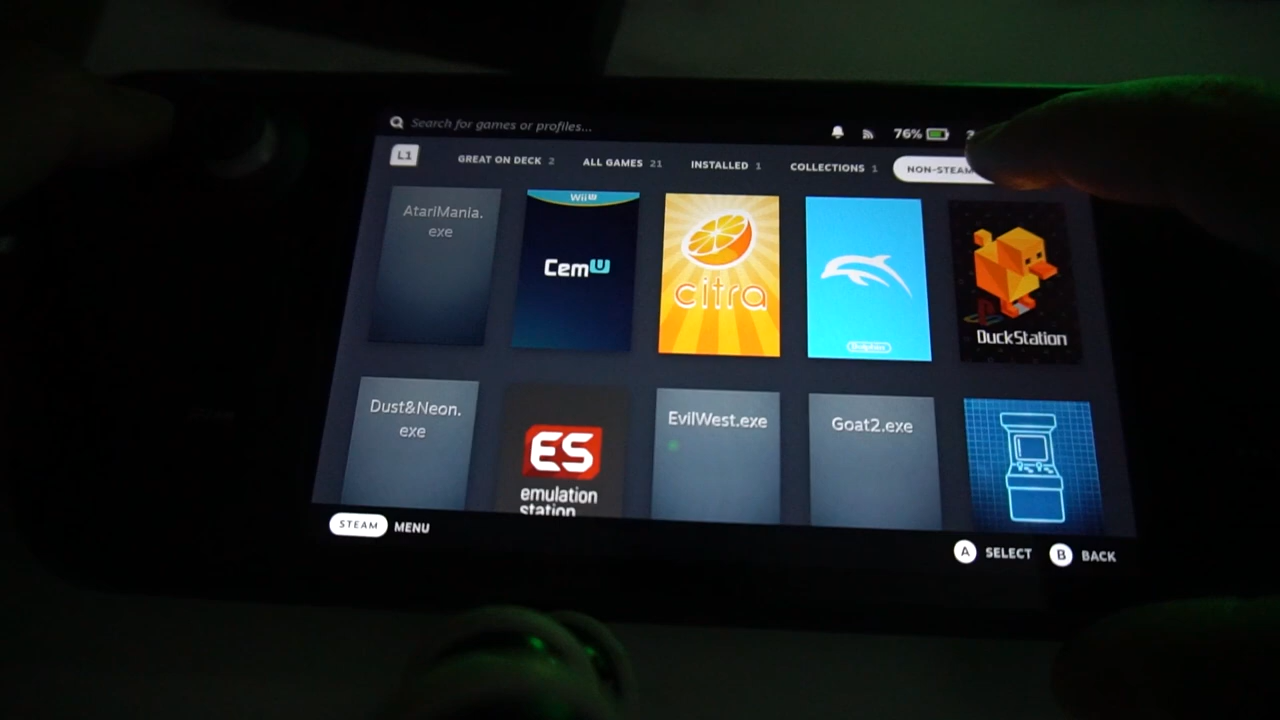 Search for games or profiles...
76%
L1
GREAT ON DECK 2
ALL GAMES 21
INSTALLED 1
COLLECTIONS 1
NON-STEAM
AtariMania.
exe
WiiU
CemU
citra
Dolphin
DuckStation
Dust&Neon.
exe
ES
emulation
station
EvilWest.exe
Goat2.exe
STEAM MENU
A SELECT B BACK